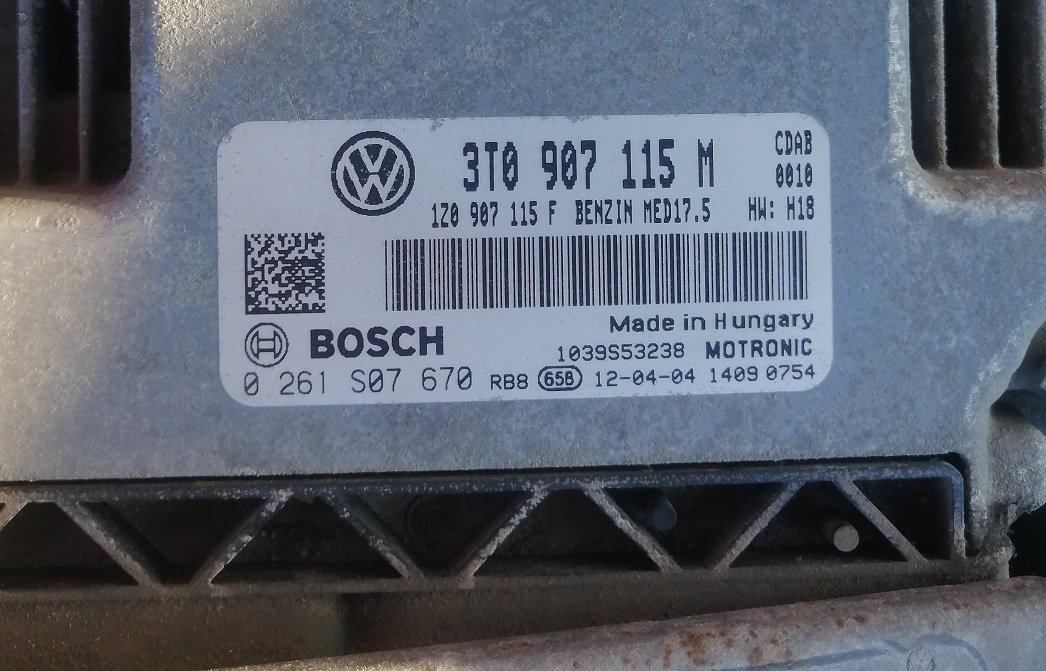 3T0 907 115 M CDAB
0010
1Z0 907 115 F BENZIN MED17.5 HW: H18
Made in Hungary
BOSCH 1039S53238 MOTRONIC
0 261 S07 670 RB8 658 12-04-04 1409 0754